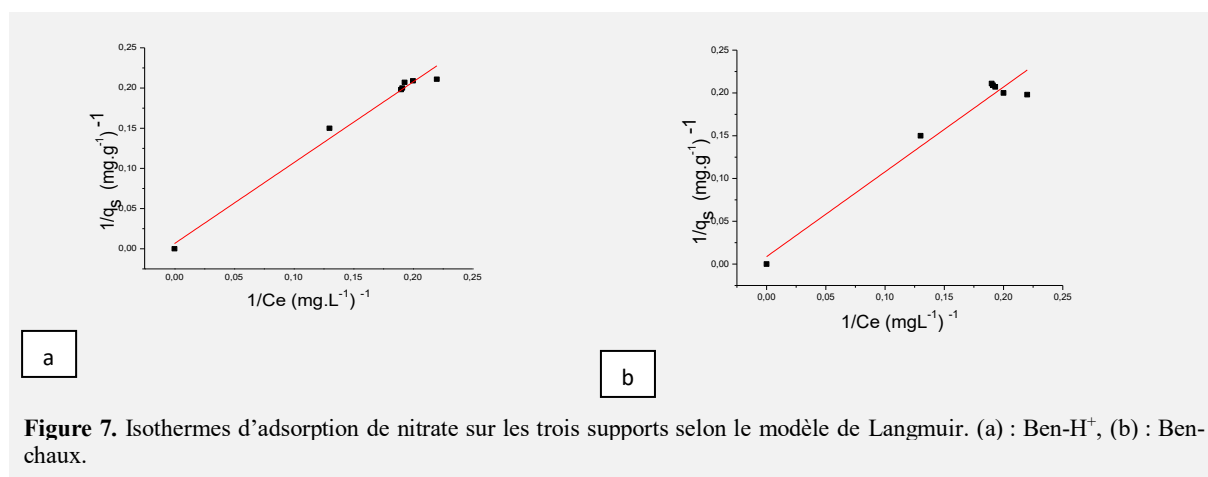 0,25
0,20
0,15
0,10
0,05
0,00
1/qs (mg.g⁻¹) ⁻¹
0,00 0,05 0,10 0,15 0,20 0,25
1/Ce (mg.L⁻¹) ⁻¹
a
0,25
0,20
0,15
0,10
0,05
0,00
1/qs (mg.g⁻¹) ⁻¹
0,00 0,05 0,10 0,15 0,20 0,25
1/Ce (mgL⁻¹) ⁻¹
b
Figure 7. Isothermes d’adsorption de nitrate sur les trois supports selon le modèle de Langmuir. (a) : Ben-H⁺, (b) : Ben-
chaux.